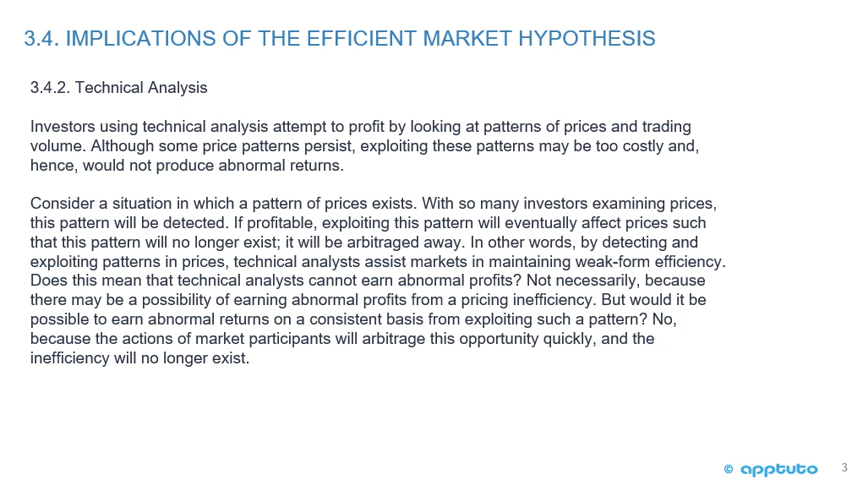 3.4. IMPLICATIONS OF THE EFFICIENT MARKET HYPOTHESIS
3.4.2. Technical Analysis
Investors using technical analysis attempt to profit by looking at patterns of prices and trading
volume. Although some price patterns persist, exploiting these patterns may be too costly and,
hence, would not produce abnormal returns.
Consider a situation in which a pattern of prices exists. With so many investors examining prices,
this pattern will be detected. If profitable, exploiting this pattern will eventually affect prices such
that this pattern will no longer exist; it will be arbitraged away. In other words, by detecting and
exploiting patterns in prices, technical analysts assist markets in maintaining weak-form efficiency.
Does this mean that technical analysts cannot earn abnormal profits? Not necessarily, because
there may be a possibility of earning abnormal profits from a pricing inefficiency. But would it be
possible to earn abnormal returns on a consistent basis from exploiting such a pattern? No,
because the actions of market participants will arbitrage this opportunity quickly, and the
inefficiency will no longer exist.
© apptuto 3